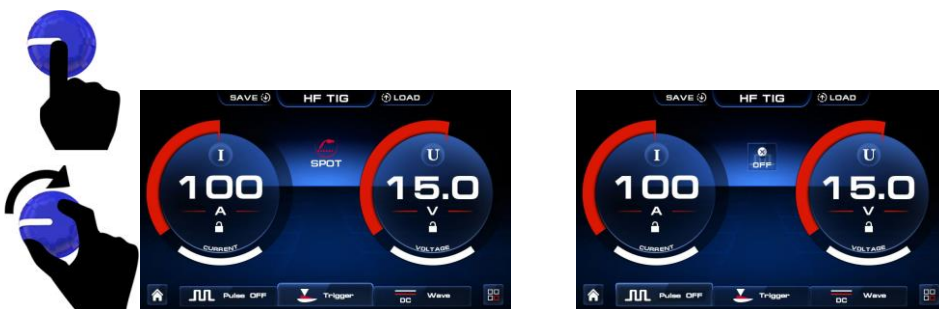 SAVE HF TIG LOAD
I SPOT U
100 15.0
A V
CURRENT VOLTAGE
Pulse OFF Trigger DC Wave
SAVE HF TIG LOAD
I OFF U
100 15.0
A V
CURRENT VOLTAGE
Pulse OFF Trigger DC Wave